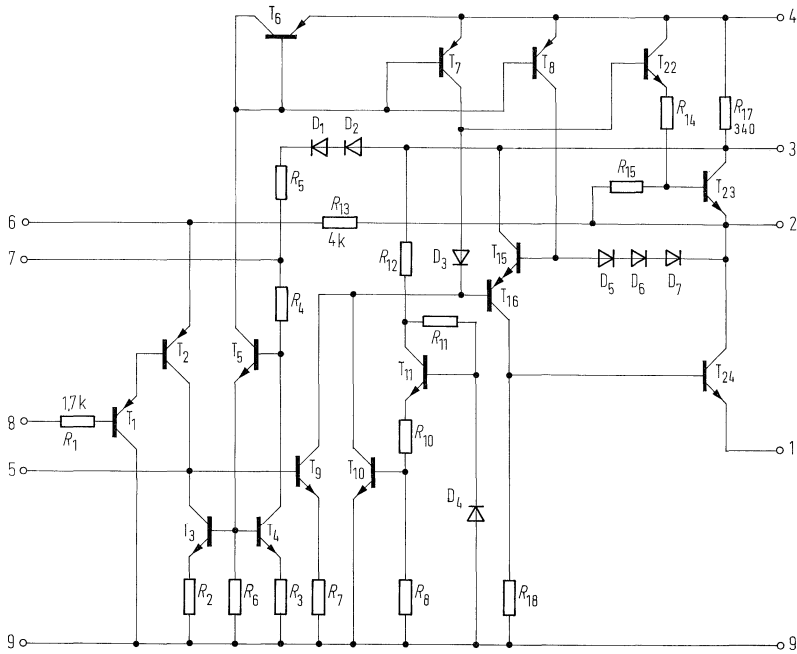 T6
4
T7
T8
T22
R14
R17
340
D1
D2
3
R5
R15
T23
R13
6
2
4k
7
R12
D3
T15
D5
D6
D7
R4
T16
R11
T2
T5
T11
T24
1,7k
8
T1
R1
R10
1
5
T9
T10
D4
T3
T4
R2
R6
R3
R7
R8
R18
9
9